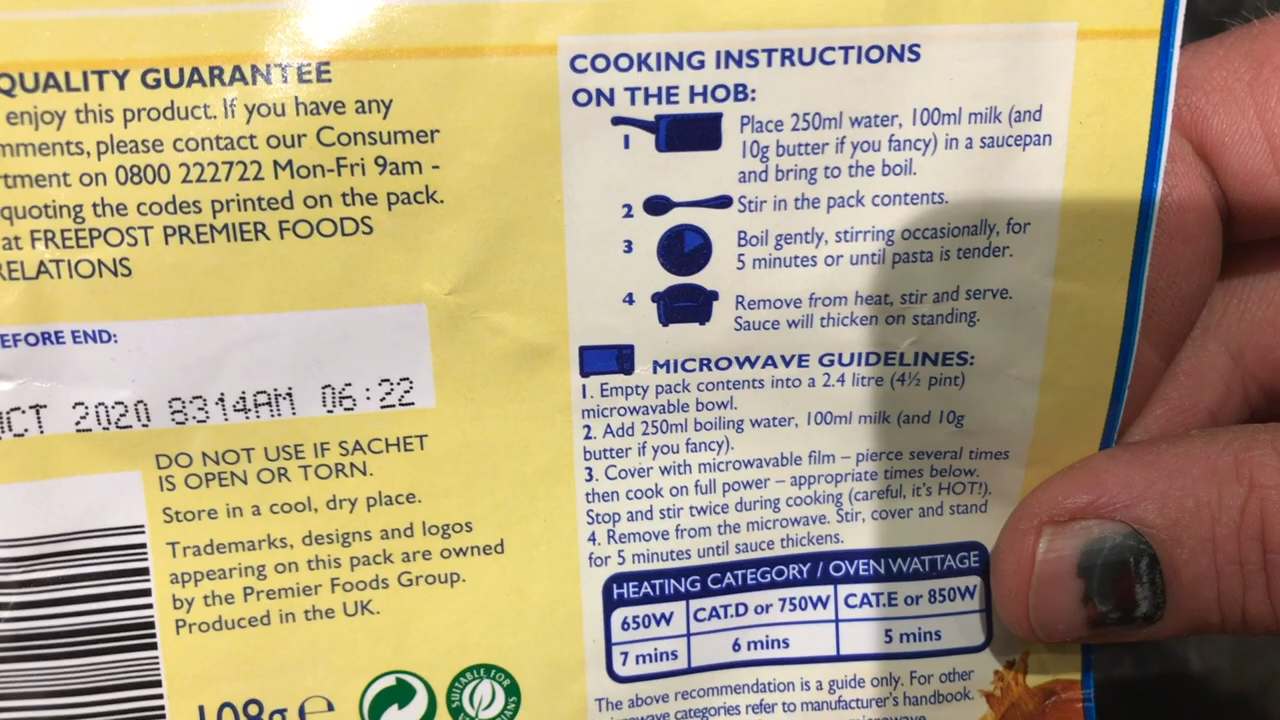 QUALITY GUARANTEE
enjoy this product. If you have any
please contact our Consumer
on 0800 222722 Mon-Fri 9am -
quoting the codes printed on the pack.
at FREEPOST PREMIER FOODS
RELATIONS
END:
2020 8314AM 06:22
DO NOT USE IF SACHET
IS OPEN OR TORN.
Store in a cool, dry place.
Trademarks, designs and logos
appearing on this pack are owned
by the Premier Foods Group.
Produced in the UK.
108g e
SUITABLE FOR
COOKING INSTRUCTIONS
ON THE HOB:
1 Place 250ml water, 100ml milk (and
10g butter if you fancy) in a saucepan
and bring to the boil.
2 Stir in the pack contents.
3 Boil gently, stirring occasionally, for
5 minutes or until pasta is tender.
4 Remove from heat, stir and serve.
Sauce will thicken on standing.
MICROWAVE GUIDELINES:
1. Empty pack contents into a 2.4 litre (4½ pint)
microwavable bowl.
2. Add 250ml boiling water, 100ml milk (and 10g
butter if you fancy).
3. Cover with microwavable film – pierce several times
then cook on full power – appropriate times below.
Stop and stir twice during cooking (careful, it's HOT!).
4. Remove from the microwave. Stir, cover and stand
for 5 minutes until sauce thickens.
HEATING CATEGORY / OVEN WATTAGE
650W CAT.D or 750W CAT.E or 850W
7 mins 6 mins 5 mins
The above recommendation is a guide only. For other
categories refer to manufacturer's handbook.